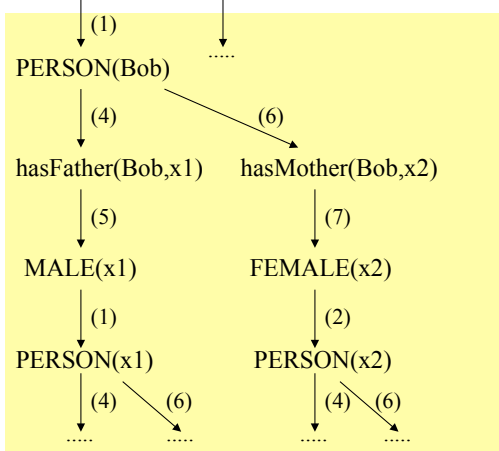 (1)
.....
PERSON(Bob)
(4) (6)
hasFather(Bob,x1) hasMother(Bob,x2)
(5) (7)
MALE(x1) FEMALE(x2)
(1) (2)
PERSON(x1) PERSON(x2)
(4) (6) (4) (6)
..... ..... ..... .....